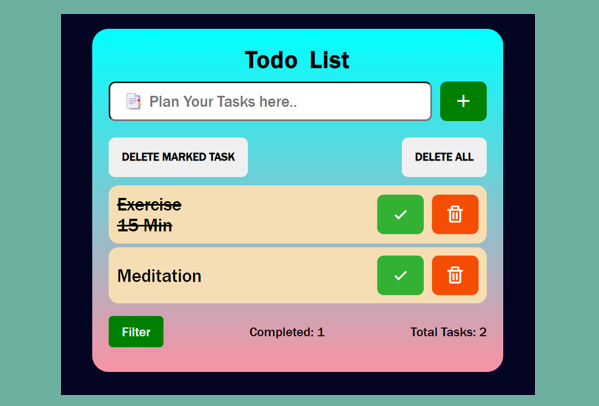 Todo List
Plan Your Tasks here..
+
DELETE MARKED TASK
DELETE ALL
Exercise
15 Min
Meditation
Filter
Completed: 1
Total Tasks: 2